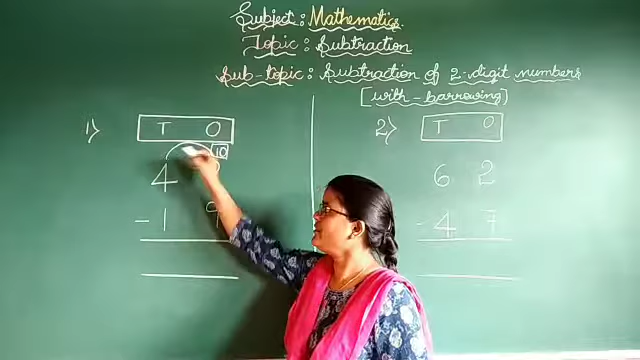 Subject: Mathematics.
Topic: Subtraction
Sub-topic: Subtraction of 2-digit numbers
[with-borrowing]
1) T O
10
4
- 1 9
2) T O
6 2
- 4 7